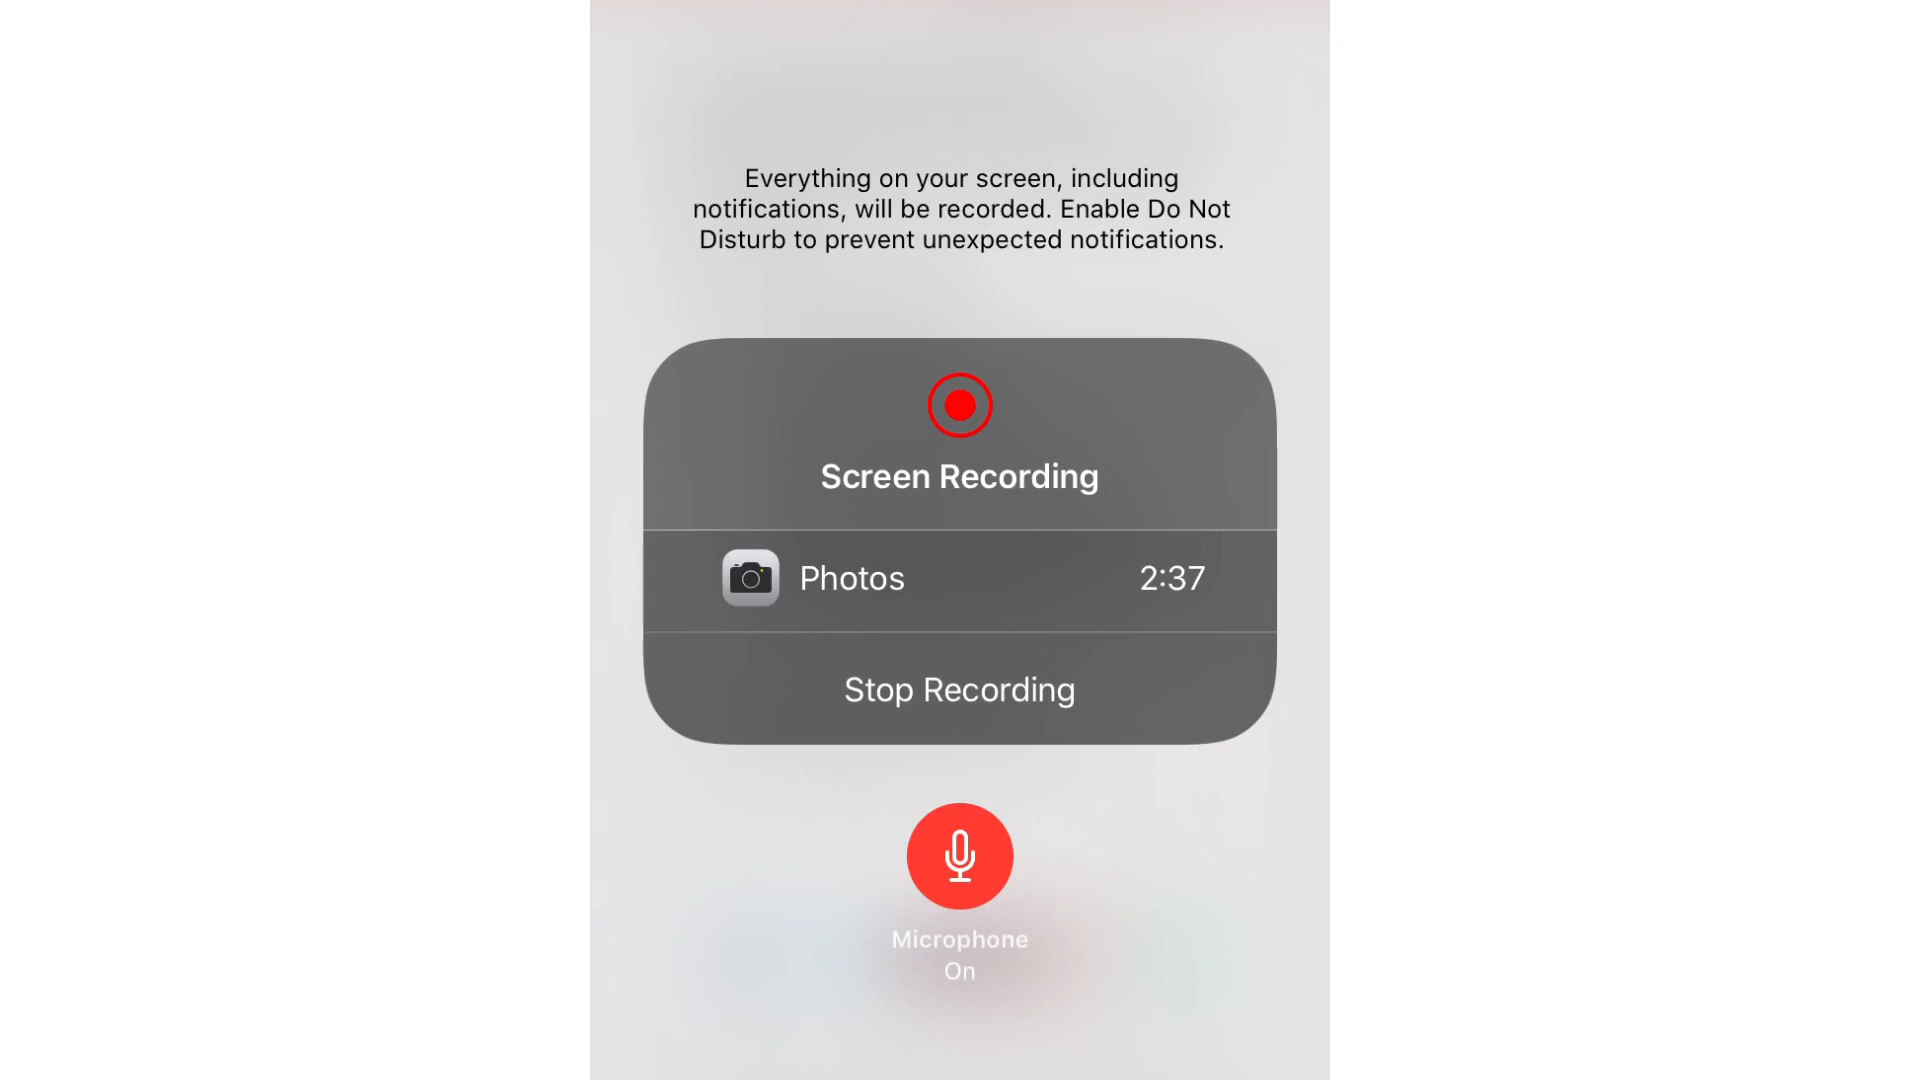 Everything on your screen, including
notifications, will be recorded. Enable Do Not
Disturb to prevent unexpected notifications.
Screen Recording
Photos 2:37
Stop Recording
Microphone
On